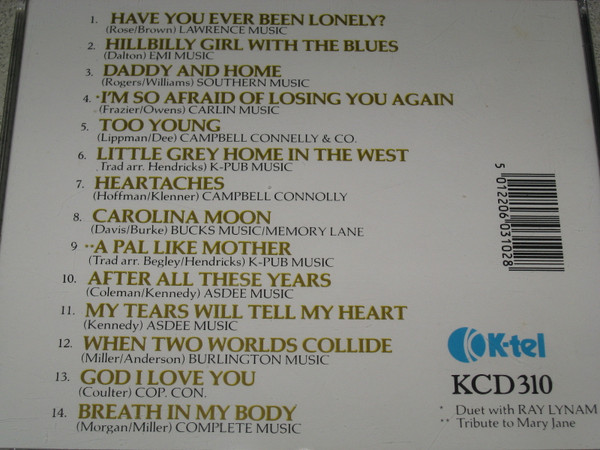 1. HAVE YOU EVER BEEN LONELY?
(Rose/Brown) LAWRENCE MUSIC
2. HILLBILLY GIRL WITH THE BLUES
(Dalton) EMI MUSIC
3. DADDY AND HOME
(Rogers/Williams) SOUTHERN MUSIC
4. *I'M SO AFRAID OF LOSING YOU AGAIN
(Frazier/Owens) CARLIN MUSIC
5. TOO YOUNG
(Lippman/Dee) CAMPBELL CONNELLY & CO.
6. LITTLE GREY HOME IN THE WEST
(Trad arr. Hendricks) K-PUB MUSIC
7. HEARTACHES
(Hoffman/Klenner) CAMPBELL CONNOLLY
8. CAROLINA MOON
(Davis/Burke) BUCKS MUSIC/MEMORY LANE
9 **A PAL LIKE MOTHER
(Trad arr. Begley/Hendricks) K-PUB MUSIC
10. AFTER ALL THESE YEARS
(Coleman/Kennedy) ASDEE MUSIC
11. MY TEARS WILL TELL MY HEART
(Kennedy) ASDEE MUSIC
12. WHEN TWO WORLDS COLLIDE
(Miller/Anderson) BURLINGTON MUSIC
13. GOD I LOVE YOU
(Coulter) COP. CON.
14. BREATH IN MY BODY
(Morgan/Miller) COMPLETE MUSIC
5 012206 031028
K-tel
KCD 310
* Duet with RAY LYNAM
** Tribute to Mary Jane